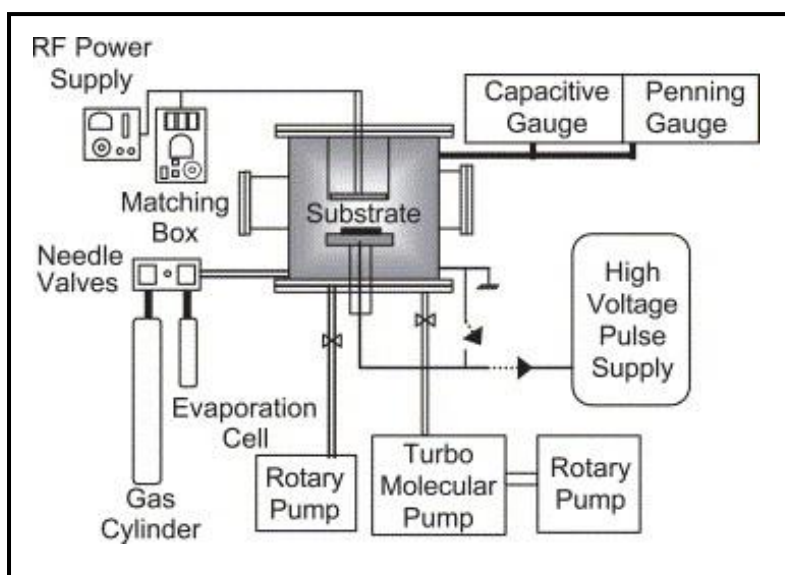 RF Power
Supply
Capacitive
Gauge
Penning
Gauge
Matching
Box
Substrate
Needle
Valves
High
Voltage
Pulse
Supply
Evaporation
Cell
Gas
Cylinder
Rotary
Pump
Turbo
Molecular
Pump
Rotary
Pump